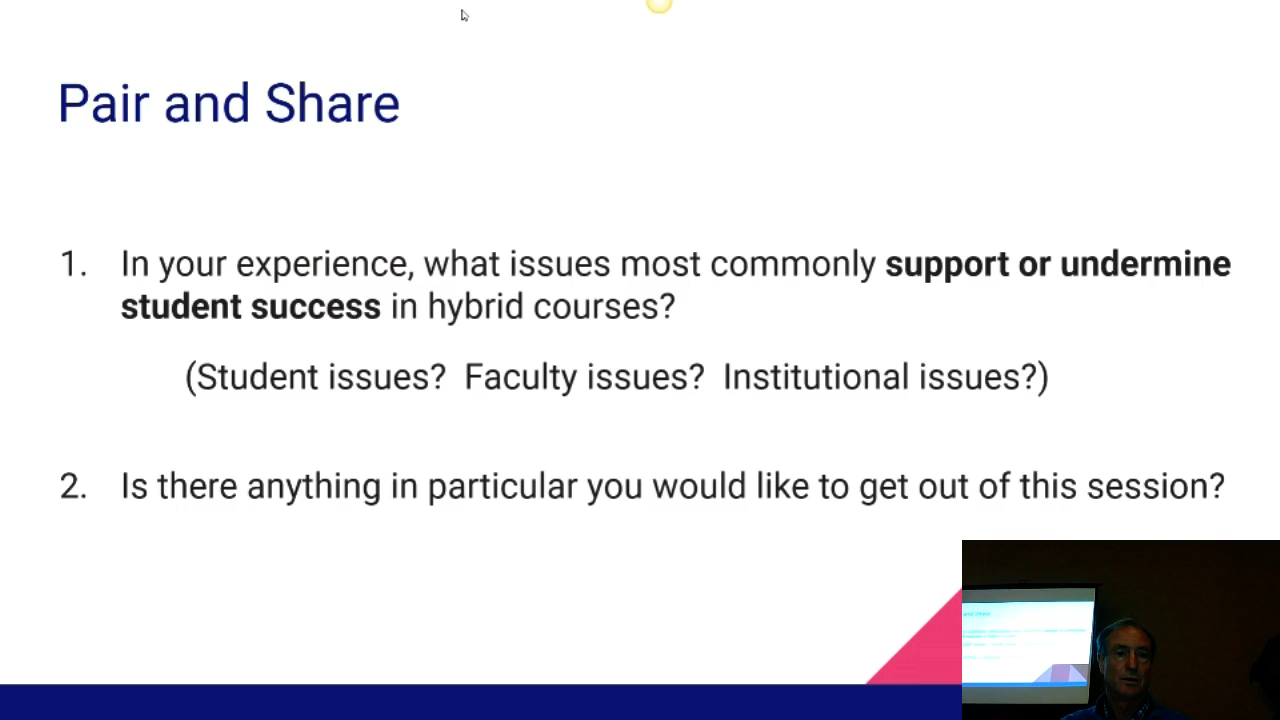 Pair and Share
1. In your experience, what issues most commonly support or undermine
student success in hybrid courses?
(Student issues? Faculty issues? Institutional issues?)
2. Is there anything in particular you would like to get out of this session?